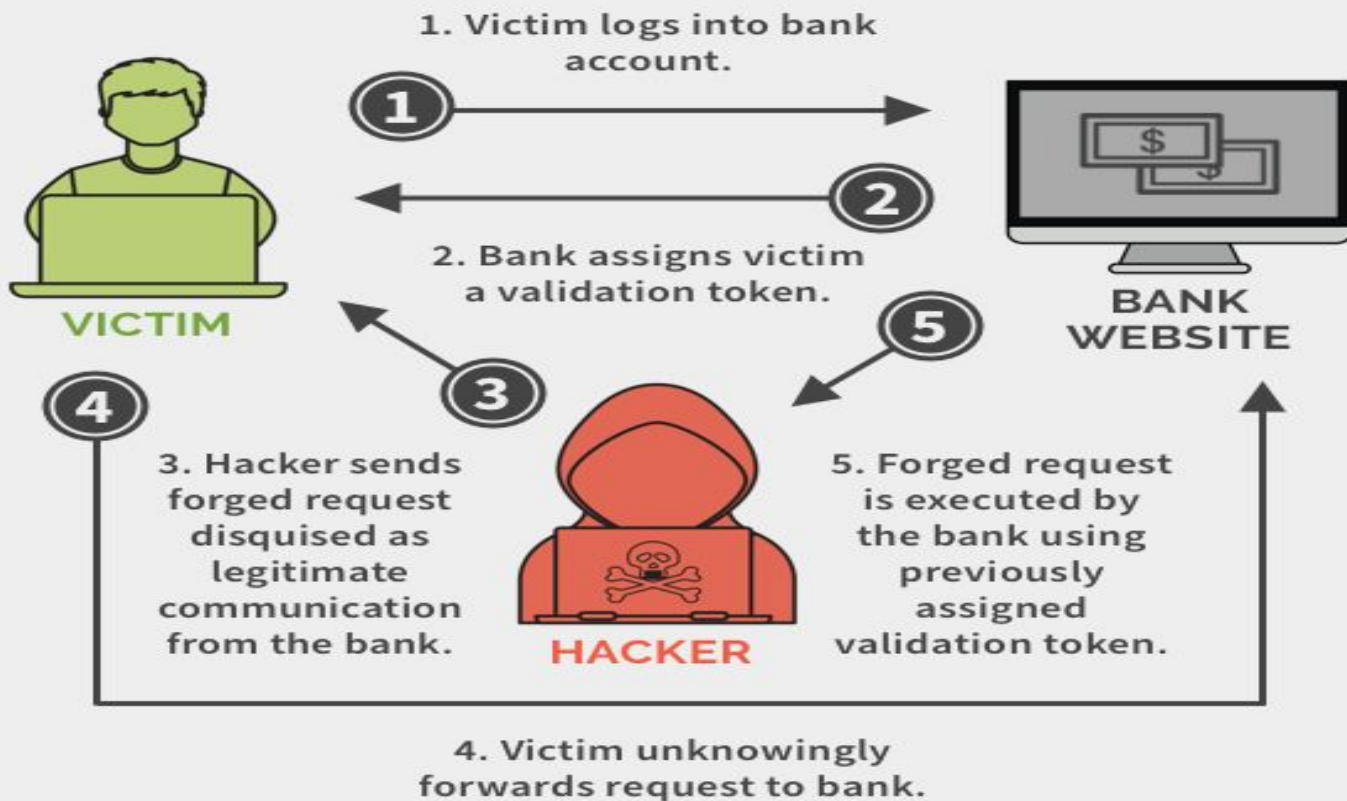 1. Victim logs into bank
account.
1
2
2. Bank assigns victim
a validation token.
VICTIM
BANK
WEBSITE
5
3
4
3. Hacker sends
forged request
disquised as
legitimate
communication
from the bank.
HACKER
5. Forged request
is executed by
the bank using
previously
assigned
validation token.
4. Victim unknowingly
forwards request to bank.
$
$